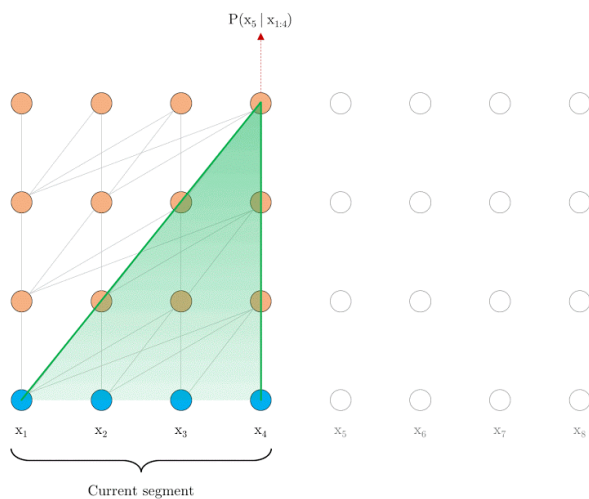 P(x₅ | x₁:₄)
x₁ x₂ x₃ x₄ x₅ x₆ x₇ x₈
Current segment